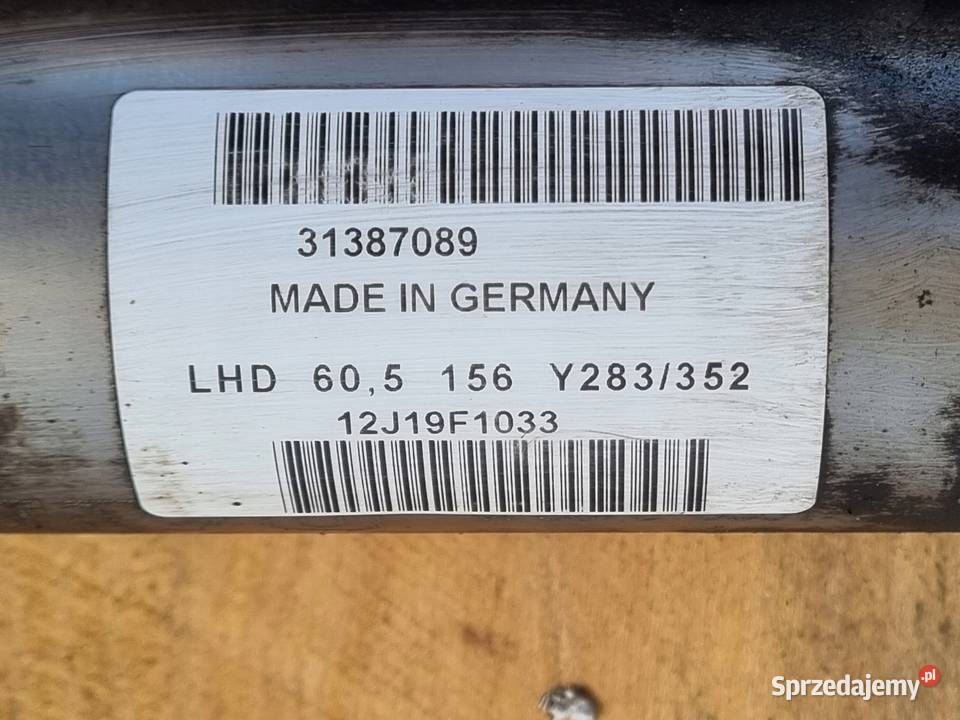 31387089
MADE IN GERMANY
LHD 60,5 156 Y283/352
12J19F1033
Sprzedajemy.pl